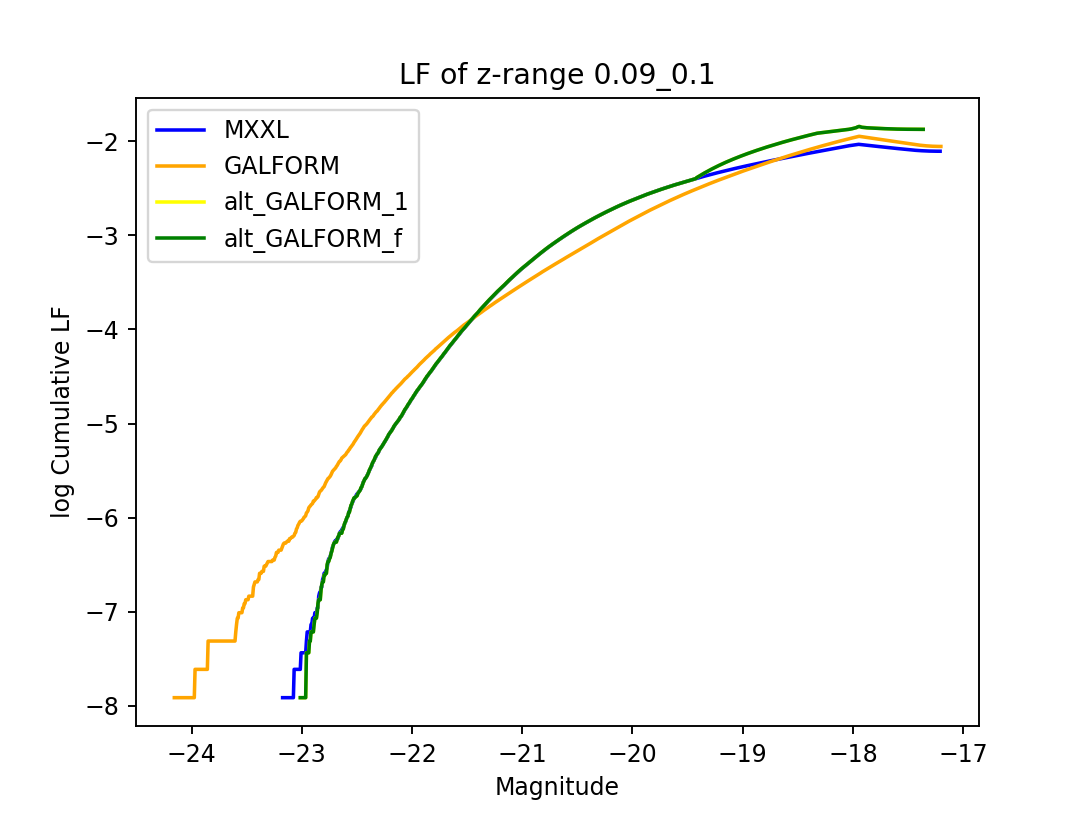 LF of z-range 0.09_0.1
MXXL
GALFORM
alt_GALFORM_1
alt_GALFORM_f
log Cumulative LF
−2
−3
−4
−5
−6
−7
−8
−24
−23
−22
−21
−20
−19
−18
−17
Magnitude